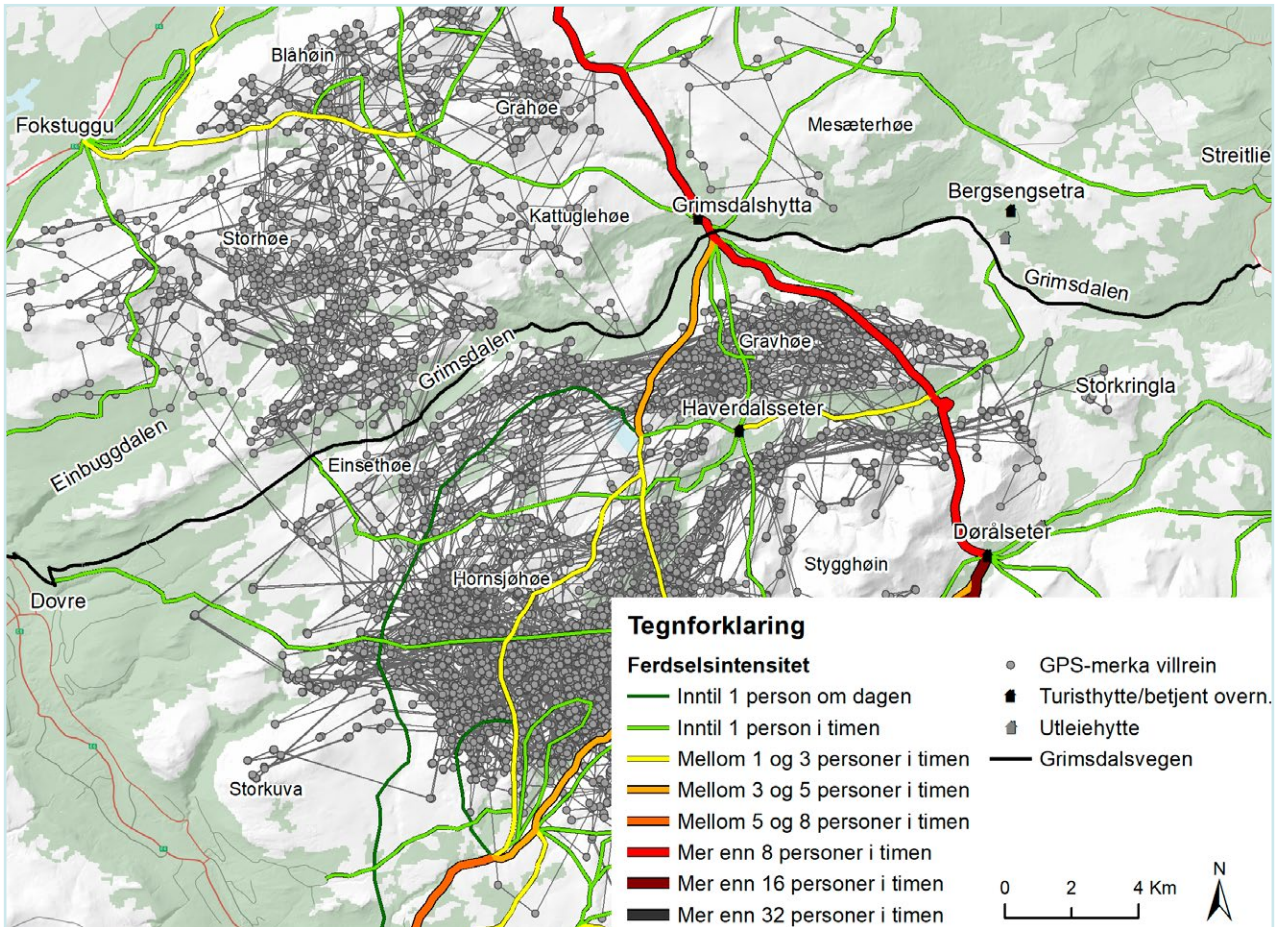 Blåhøin
Gråhøe
Fokstuggu
Mesæterhøe
Streitlie
Bergsengsetra
Kattuglehøe
Grimsdalshytta
Storhøe
Grimsdalen
Grimsdalen
Gravhøe
Storkringla
Haverdalsseter
Einbuggdalen
Einsethøe
Dørålseter
Stygghøin
Hornsjøhøe
Dovre
Storkuva
Tegnforklaring
Ferdselsintensitet
Inntil 1 person om dagen
Inntil 1 person i timen
Mellom 1 og 3 personer i timen
Mellom 3 og 5 personer i timen
Mellom 5 og 8 personer i timen
Mer enn 8 personer i timen
Mer enn 16 personer i timen
Mer enn 32 personer i timen
GPS-merka villrein
Turisthytte/betjent overn.
Utleiehytte
Grimsdalsvegen
0 2 4 Km
N